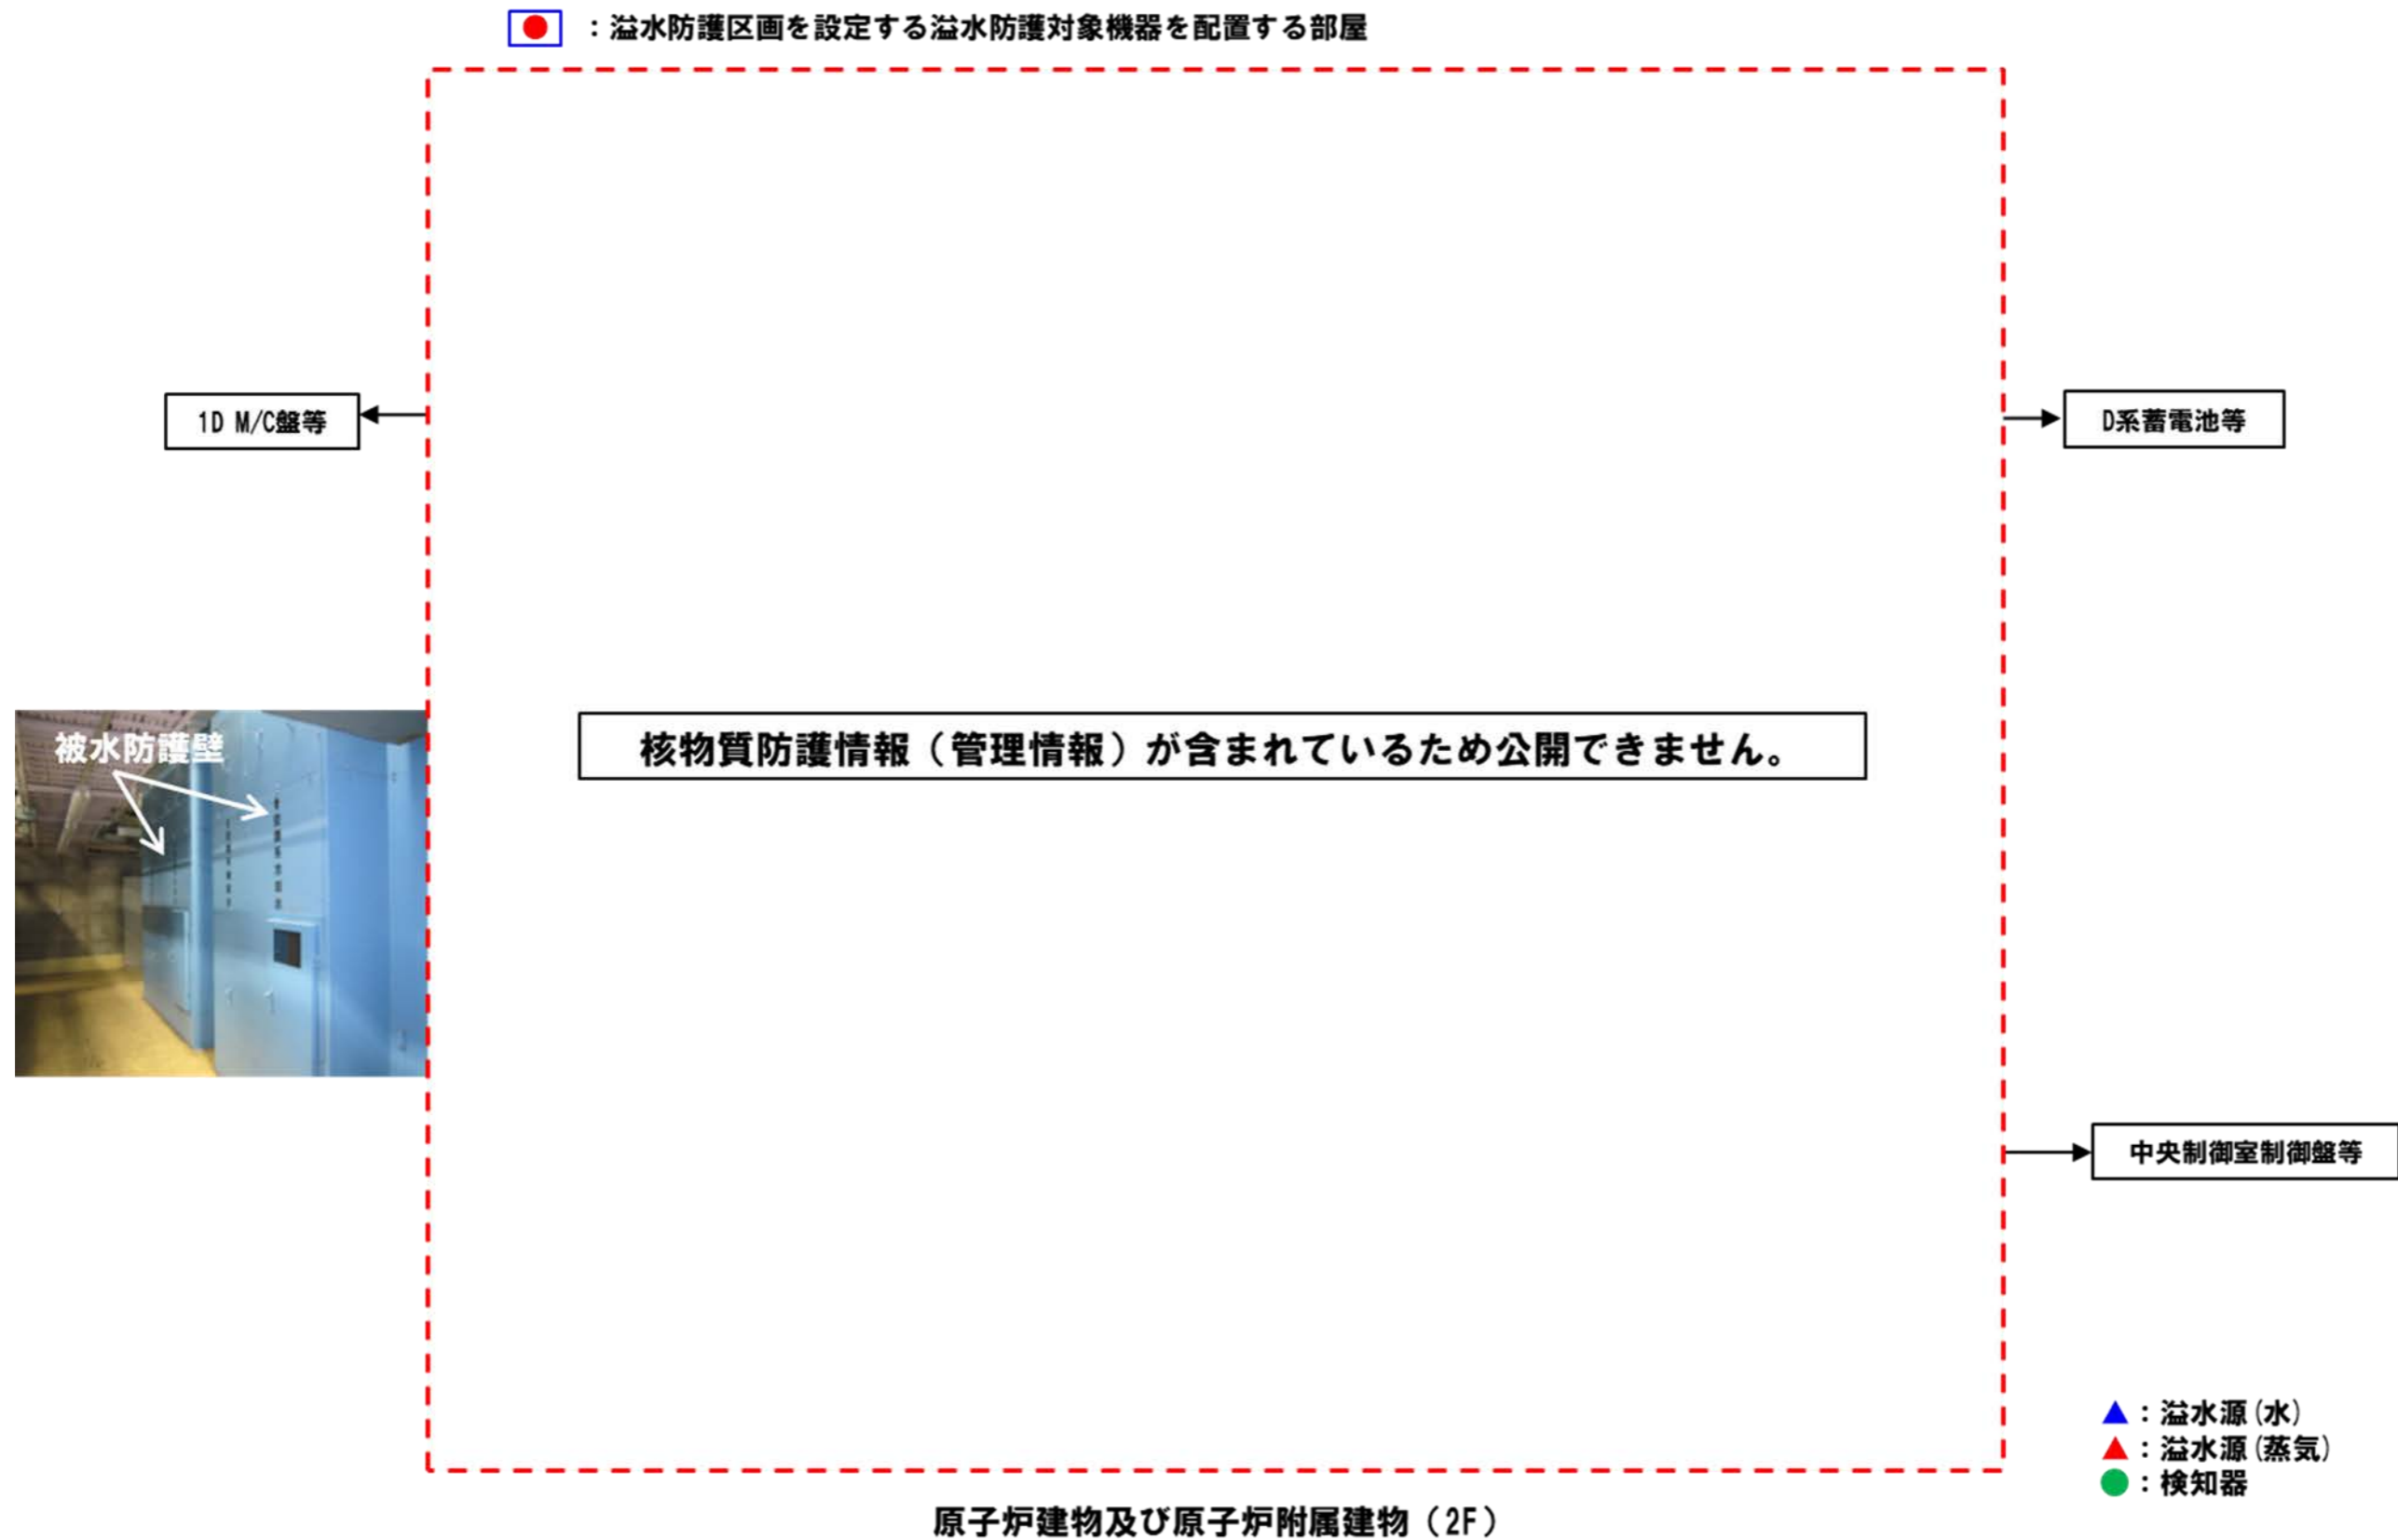 ：溢水防護区画を設定する溢水防護対象機器を配置する部屋
1D M/C盤等
D系蓄電池等
被水防護壁
核物質防護情報（管理情報）が含まれているため公開できません。
中央制御室制御盤等
：溢水源(水)
：溢水源(蒸気)
：検知器
原子炉建物及び原子炉附属建物（2F）